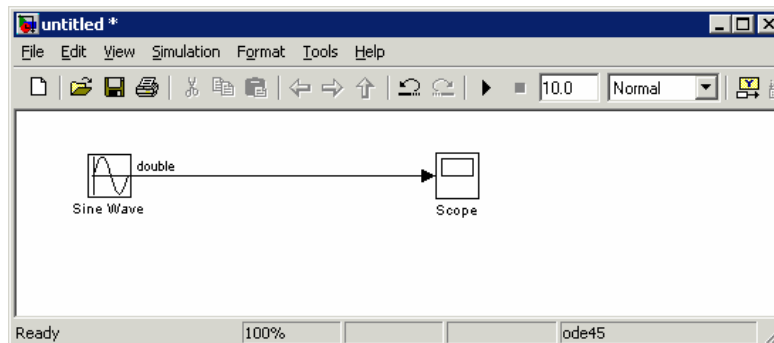 untitled *
File Edit View Simulation Format Tools Help
10.0 Normal
double
Sine Wave
Scope
Ready 100% ode45